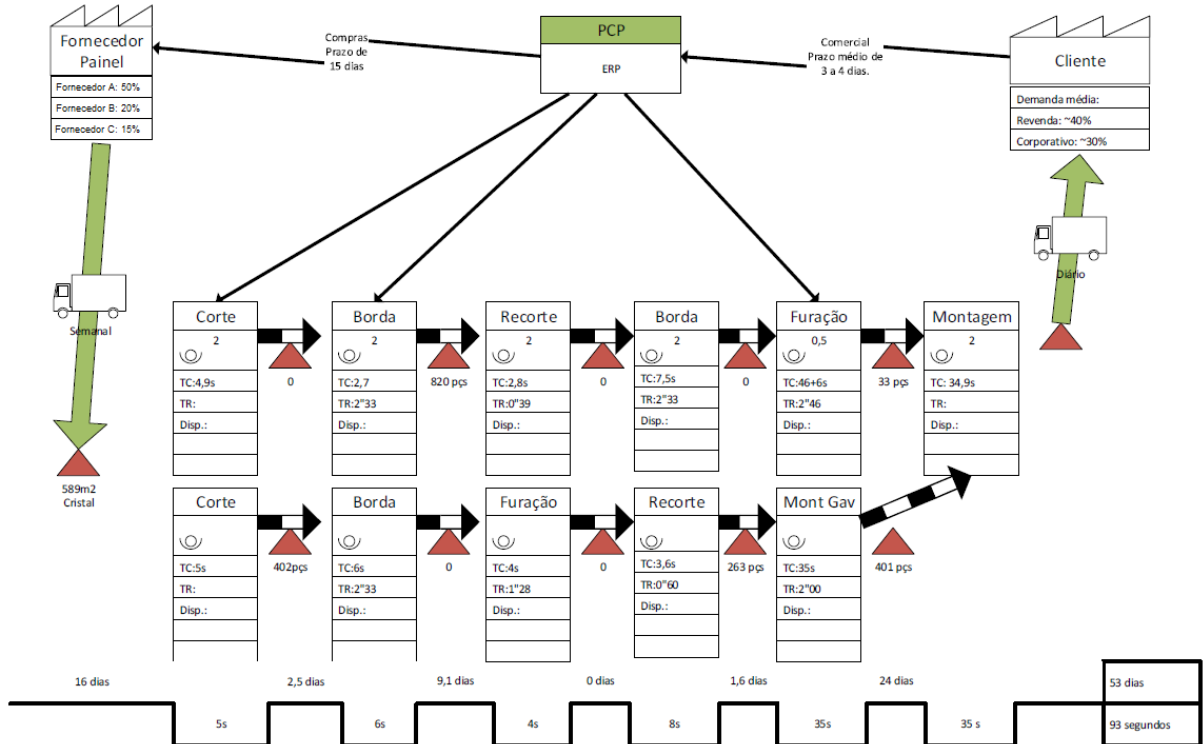 Fornecedor
Painel
Fornecedor A: 50%
Fornecedor B: 20%
Fornecedor C: 15%
Compras
Prazo de
15 dias
PCP
ERP
Comercial
Prazo médio de
3 a 4 dias.
Cliente
Demanda média:
Revenda: ~40%
Corporativo: ~30%
Semanal
Diário
589m2
Cristal
Corte
2
TC:4,9s
TR:
Disp.:
0
Borda
2
TC:2,7
TR:2"33
Disp.:
820 pçs
Recorte
2
TC:2,8s
TR:0"39
Disp.:
0
Borda
2
TC:7,5s
TR:2"33
Disp.:
0
Furação
0,5
TC:46+6s
TR:2"46
Disp.:
33 pçs
Montagem
2
TC: 34,9s
TR:
Disp.:
Corte
TC:5s
TR:
Disp.:
402pçs
Borda
TC:6s
TR:2"33
Disp.:
0
Furação
TC:4s
TR:1"28
Disp.:
0
Recorte
TC:3,6s
TR:0"60
Disp.:
263 pçs
Mont Gav
TC:35s
TR:2"00
Disp.:
401 pçs
16 dias
2,5 dias
9,1 dias
0 dias
1,6 dias
24 dias
53 dias
5s
6s
4s
8s
35s
35 s
93 segundos